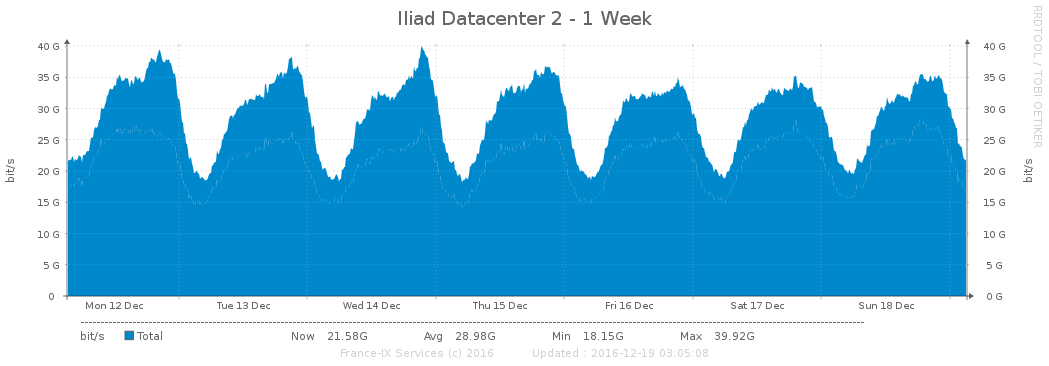 Iliad Datacenter 2 - 1 Week
RRDTOOL / TOBI OETIKER
bit/s
40 G 40 G
35 G 35 G
30 G 30 G
25 G 25 G
20 G 20 G
15 G 15 G
10 G 10 G
5 G 5 G
0 0 G
bit/s
Mon 12 Dec Tue 13 Dec Wed 14 Dec Thu 15 Dec Fri 16 Dec Sat 17 Dec Sun 18 Dec
bit/s Total Now 21.58G Avg 28.98G Min 18.15G Max 39.92G
France-IX Services (c) 2016 Updated : 2016-12-19 03:05:08